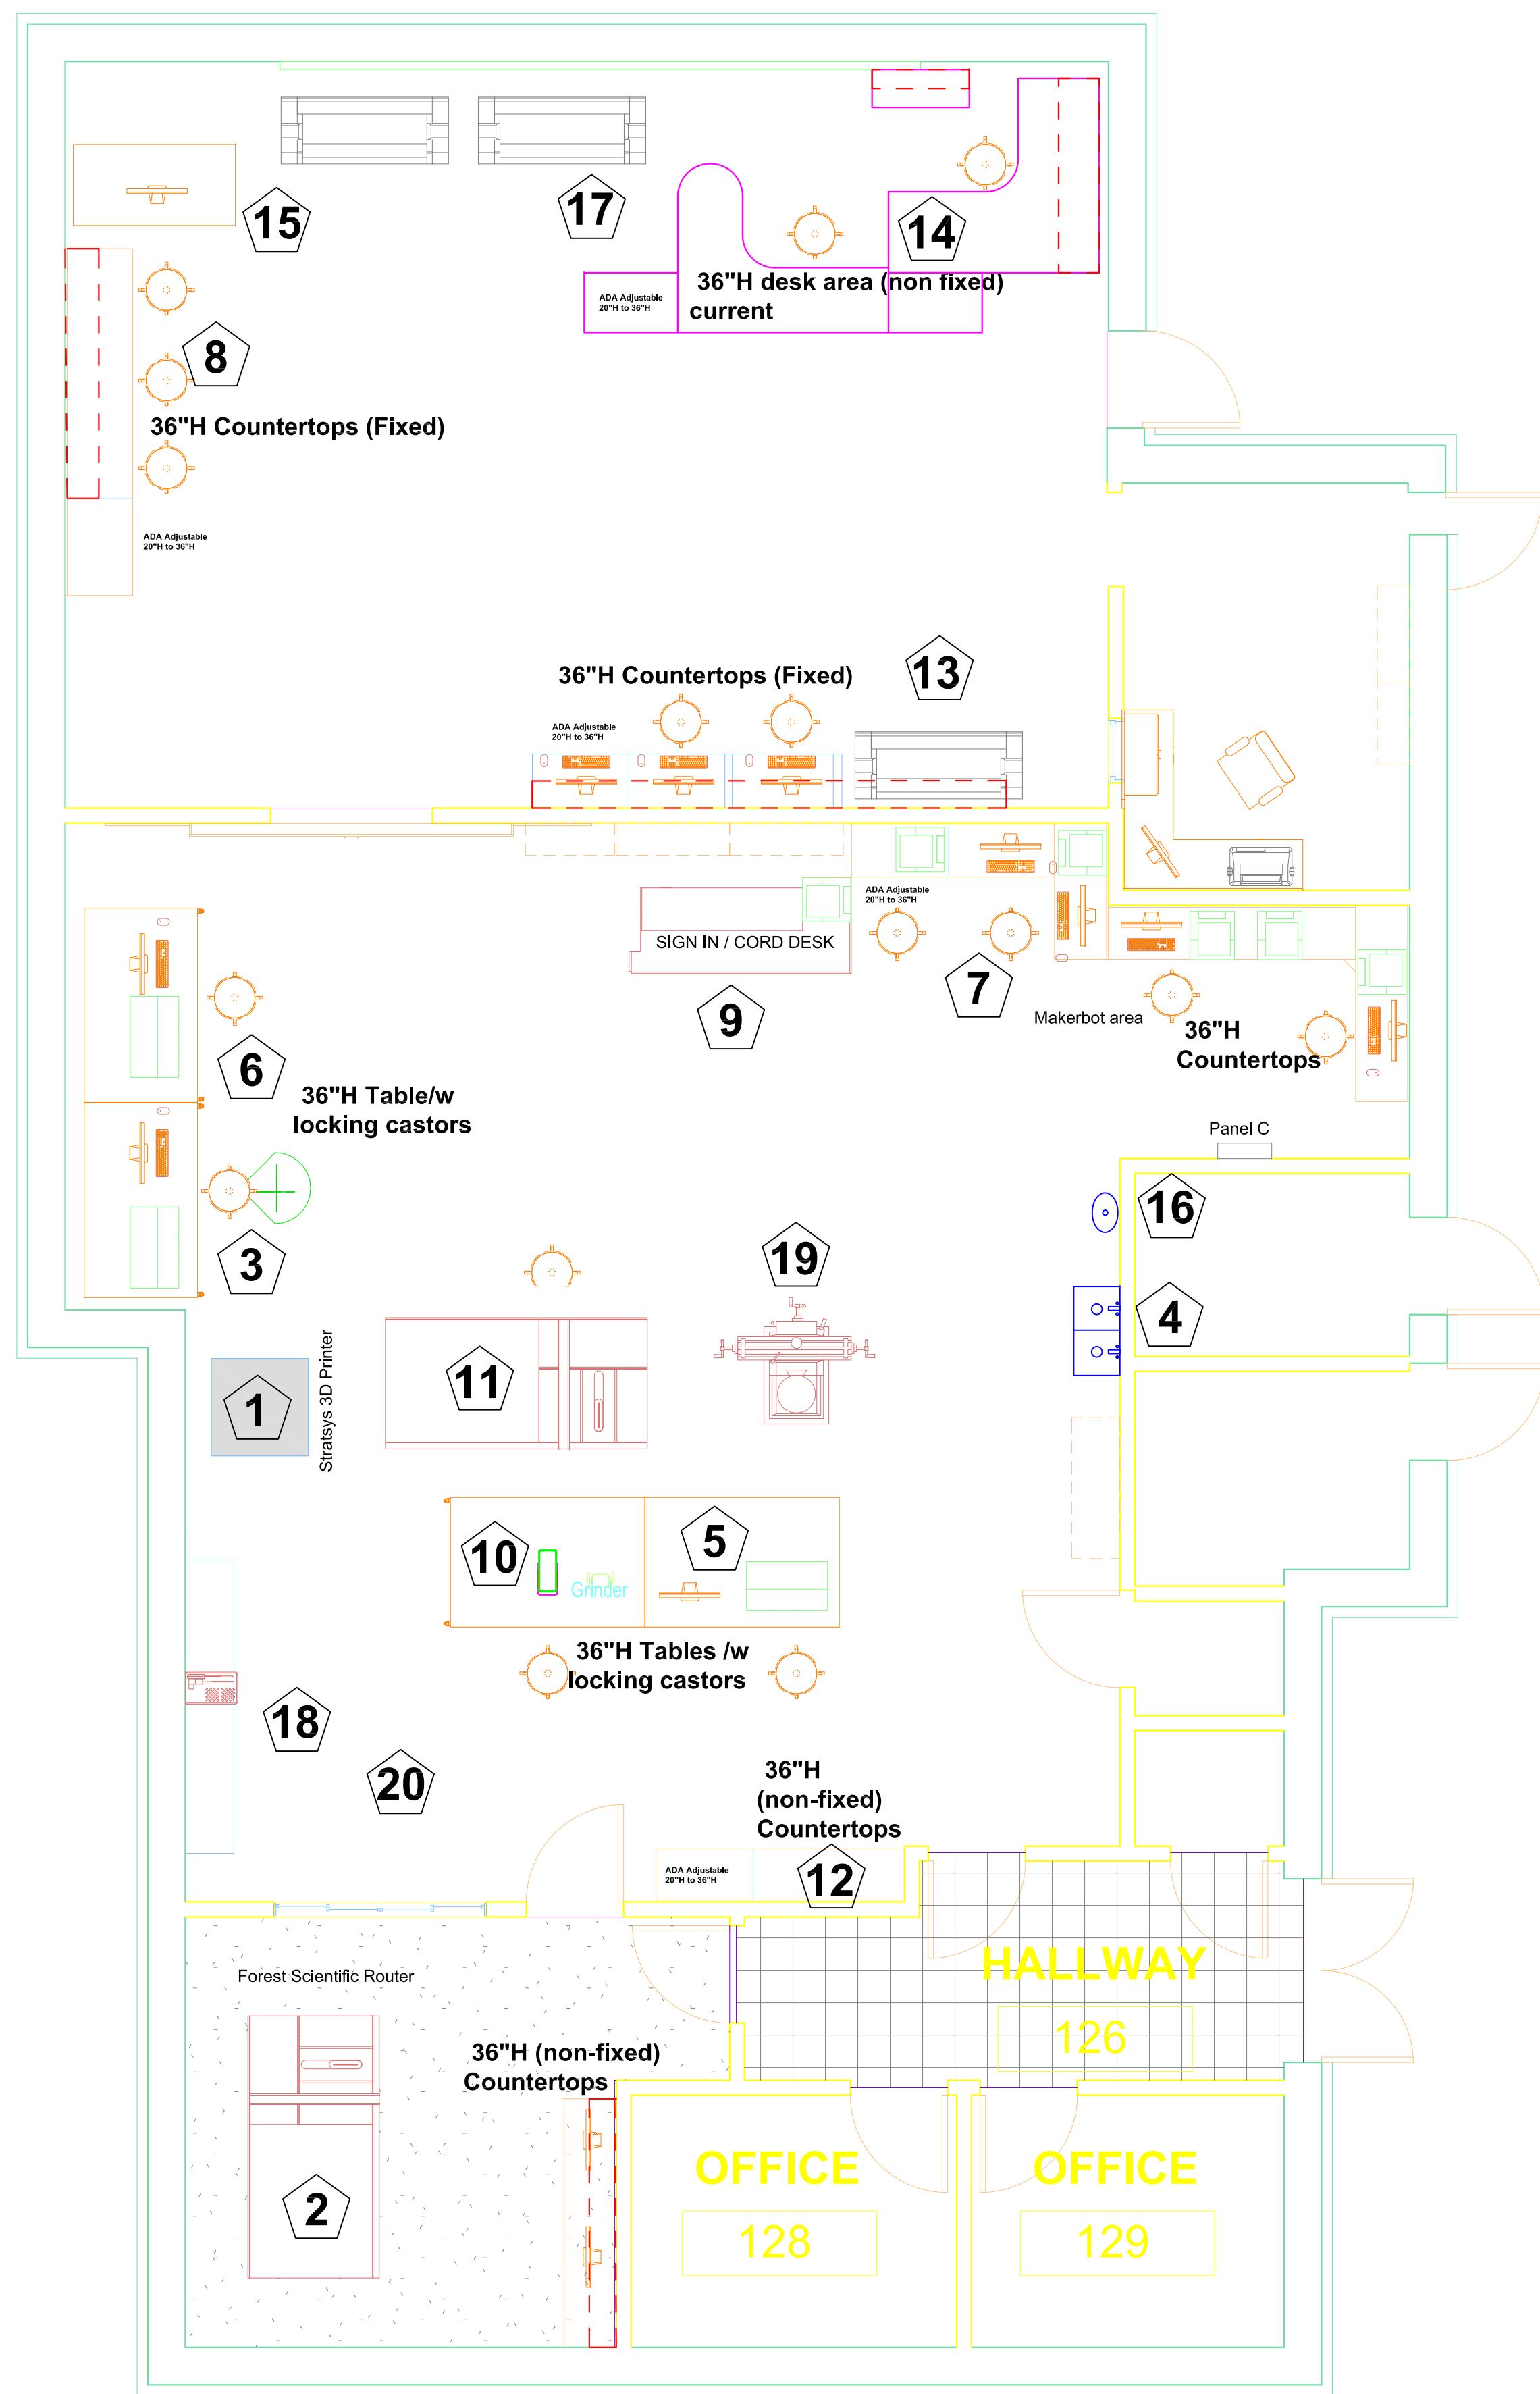 15
17
14
36"H desk area (non fixed)
current
ADA Adjustable
20"H to 36"H
8
36"H Countertops (Fixed)
ADA Adjustable
20"H to 36"H
13
36"H Countertops (Fixed)
ADA Adjustable
20"H to 36"H
ADA Adjustable
20"H to 36"H
SIGN IN / CORD DESK
9
7
Makerbot area
36"H
Countertops
6
36"H Table/w
locking castors
Panel C
16
3
19
4
11
1
Stratsys 3D Printer
10
Grinder
5
36"H Tables /w
locking castors
18
20
36"H
(non-fixed)
Countertops
ADA Adjustable
20"H to 36"H
12
HALLWAY
126
Forest Scientific Router
36"H (non-fixed)
Countertops
2
OFFICE
128
OFFICE
129